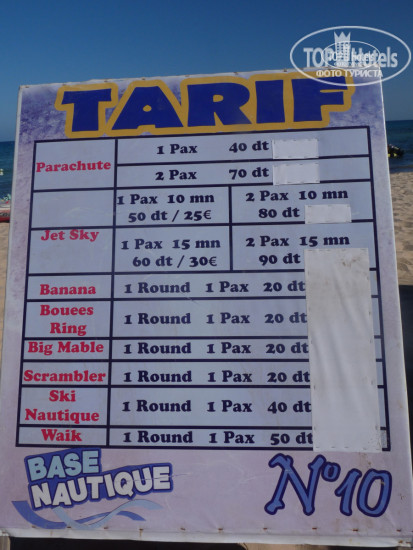 TOP Hotels
ФОТО ТУРИСТА
TARIF
Parachute
1 Pax 40 dt
2 Pax 70 dt
Jet Sky
1 Pax 10 mn
50 dt / 25€
2 Pax 10 mn
80 dt
1 Pax 15 mn
60 dt / 30€
2 Pax 15 mn
90 dt
Banana 1 Round 1 Pax 20 dt
Bouees
Ring
1 Round 1 Pax 20 dt
Big Mable 1 Round 1 Pax 20 dt
Scrambler 1 Round 1 Pax 20 dt
Ski
Nautique
1 Round 1 Pax 40 dt
Waik 1 Round 1 Pax 50 dt
BASE
NAUTIQUE
N°10